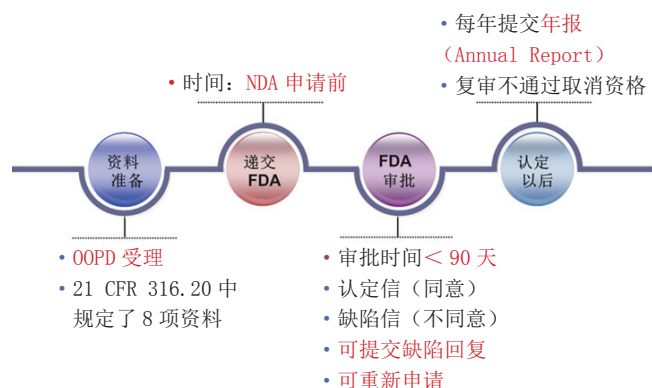 • 每年提交年报
（Annual Report）
• 复审不通过取消资格
• 时间：NDA 申请前
资料
准备
递交
FDA
FDA
审批
认定
以后
• OOPD 受理
• 21 CFR 316.20 中
规定了 8 项资料
• 审批时间＜ 90 天
• 认定信（同意）
• 缺陷信（不同意）
• 可提交缺陷回复
• 可重新申请